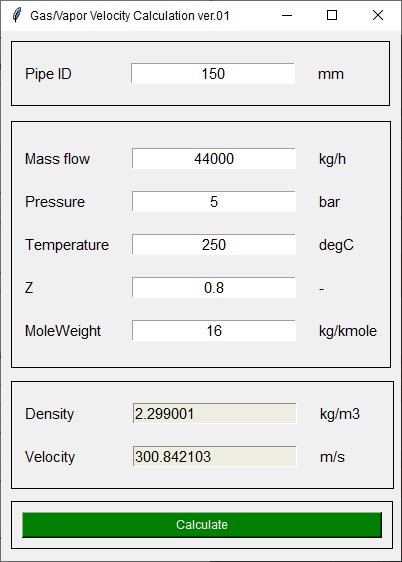 Gas/Vapor Velocity Calculation ver.01
Pipe ID 150 mm
Mass flow 44000 kg/h
Pressure 5 bar
Temperature 250 degC
Z 0.8 -
MoleWeight 16 kg/kmole
Density 2.299001 kg/m3
Velocity 300.842103 m/s
Calculate